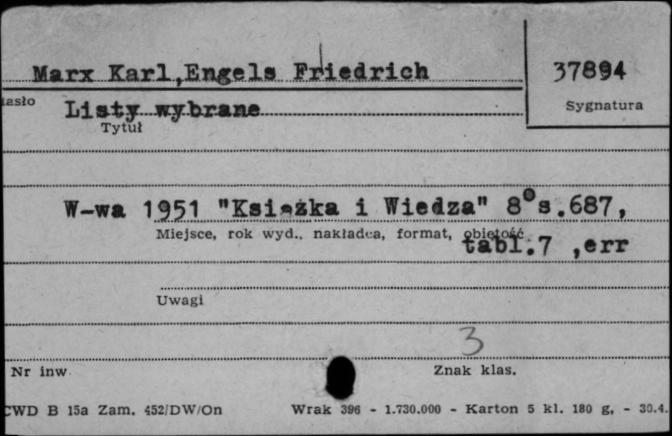 Marx Karl,Engels Friedrich
37894
Sygnatura
Listy wybrane
Tytuł
W-wa 1951 "Książka i Wiedza" 8° s.687,
Miejsce, rok wyd., nakładca, format, objętość
tabl.7 ,err
Uwagi
3
Nr inw
Znak klas.
CWD B 15a Zam. 452/DW/On Wrak 396 - 1.730.000 - Karton 5 kl. 180 g, - 30.4.